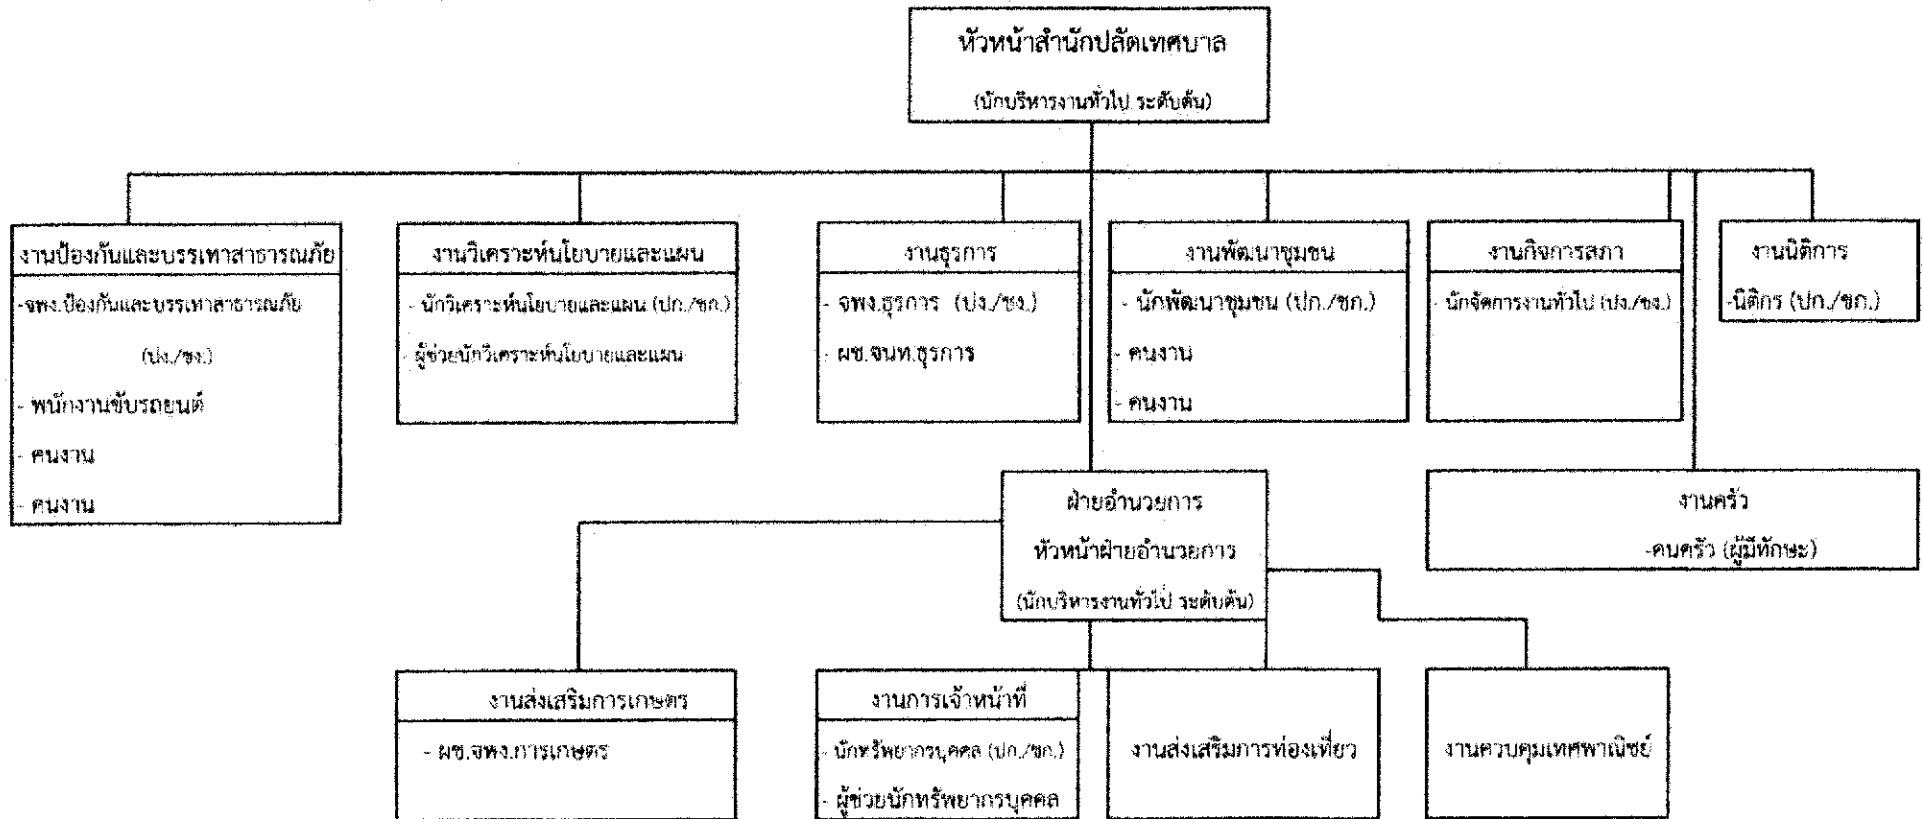 หัวหน้าสำนักปลัดเทศบาล
(นักบริหารงานทั่วไป ระดับต้น)
งานป้องกันและบรรเทาสาธารณภัย
-จพง.ป้องกันและบรรเทาสาธารณภัย
(ปง./ชง.)
- พนักงานขับรถยนต์
- คนงาน
- คนงาน
งานวิเคราะห์นโยบายและแผน
- นักวิเคราะห์นโยบายและแผน (ปก./ชก.)
- ผู้ช่วยนักวิเคราะห์นโยบายและแผน
งานธุรการ
- จพง.ธุรการ (ปง./ชง.)
- ผช.จนท.ธุรการ
งานพัฒนาชุมชน
- นักพัฒนาชุมชน (ปก./ชก.)
- คนงาน
- คนงาน
งานกิจการสภา
- นักจัดการงานทั่วไป (ปง./ชง.)
งานนิติการ
-นิติกร (ปก./ชก.)
ฝ่ายอำนวยการ
หัวหน้าฝ่ายอำนวยการ
(นักบริหารงานทั่วไป ระดับต้น)
งานครัว
-คนครัว (ผู้มีทักษะ)
งานส่งเสริมการเกษตร
- ผช.จพง.การเกษตร
งานการเจ้าหน้าที่
- นักทรัพยากรบุคคล (ปก./ชก.)
- ผู้ช่วยนักทรัพยากรบุคคล
งานส่งเสริมการท่องเที่ยว
งานควบคุมเทศพาณิชย์